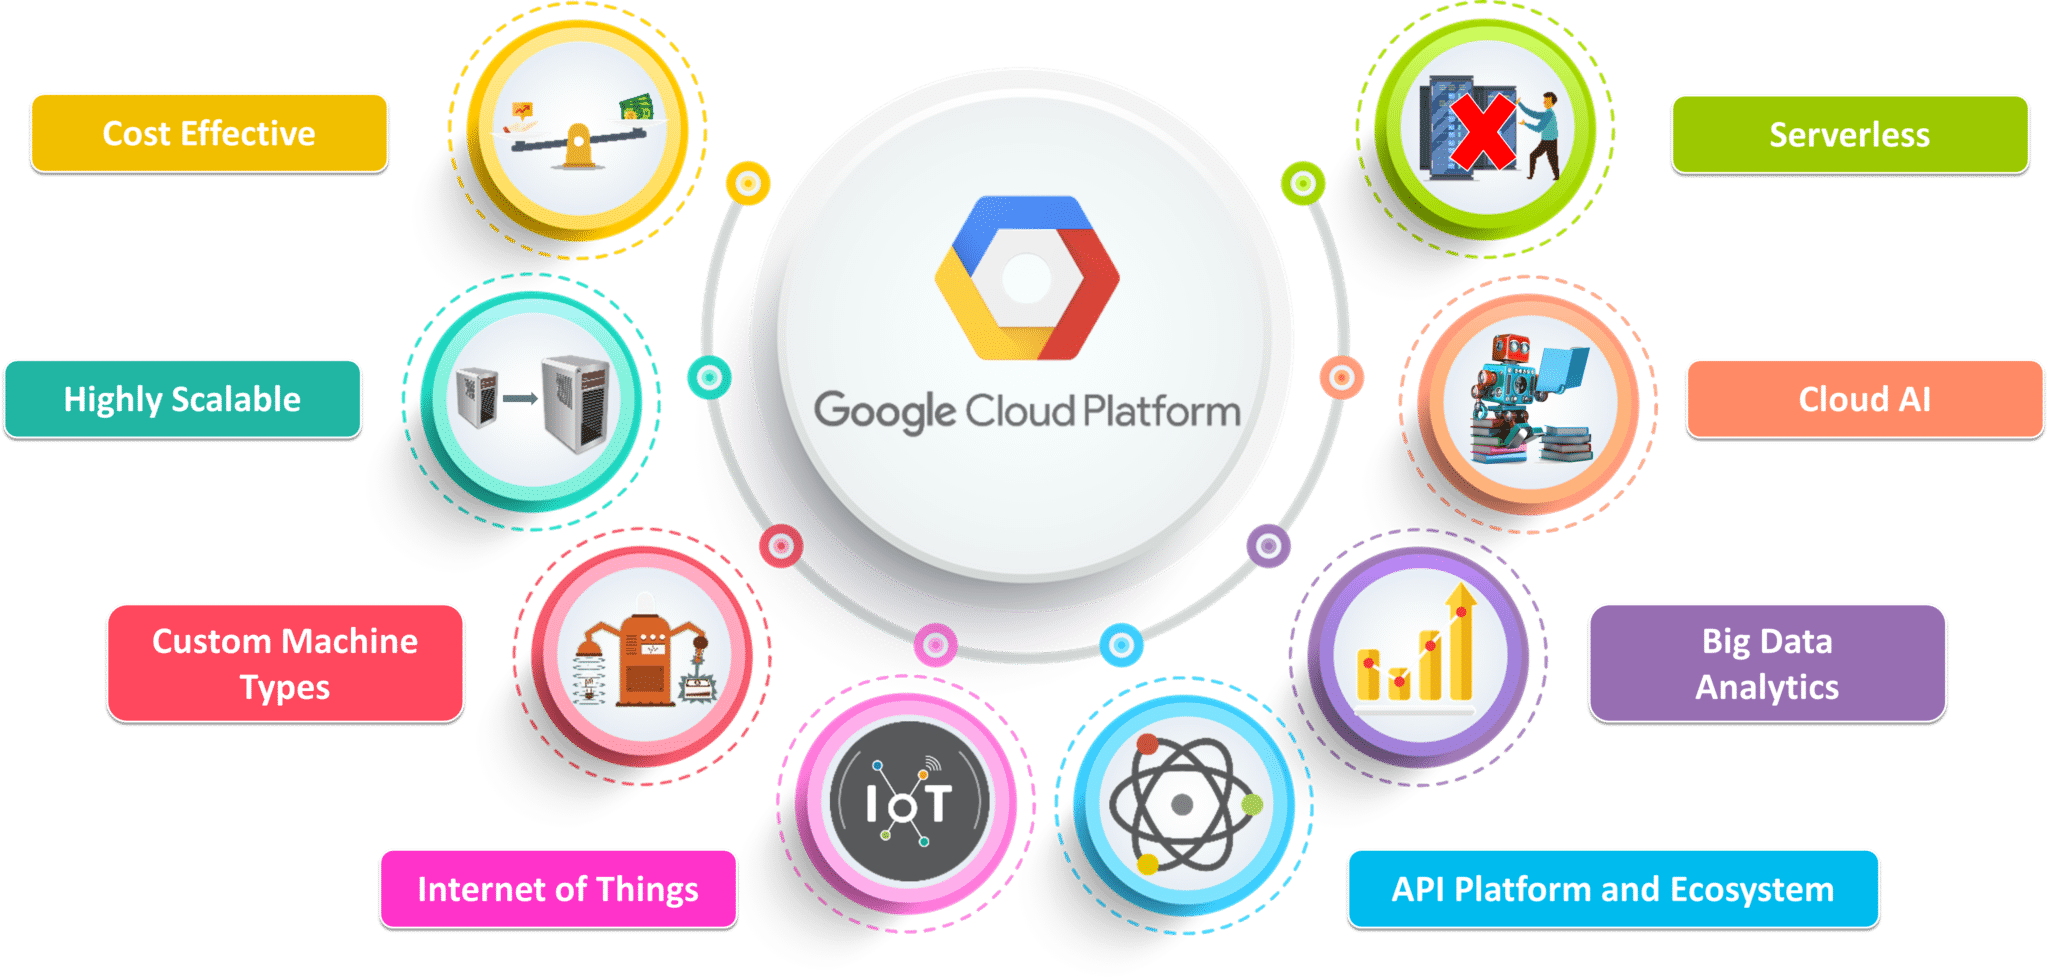 Cost Effective
Serverless
Google Cloud Platform
Highly Scalable
Cloud AI
Custom Machine
Types
Big Data
Analytics
IoT
Internet of Things
API Platform and Ecosystem